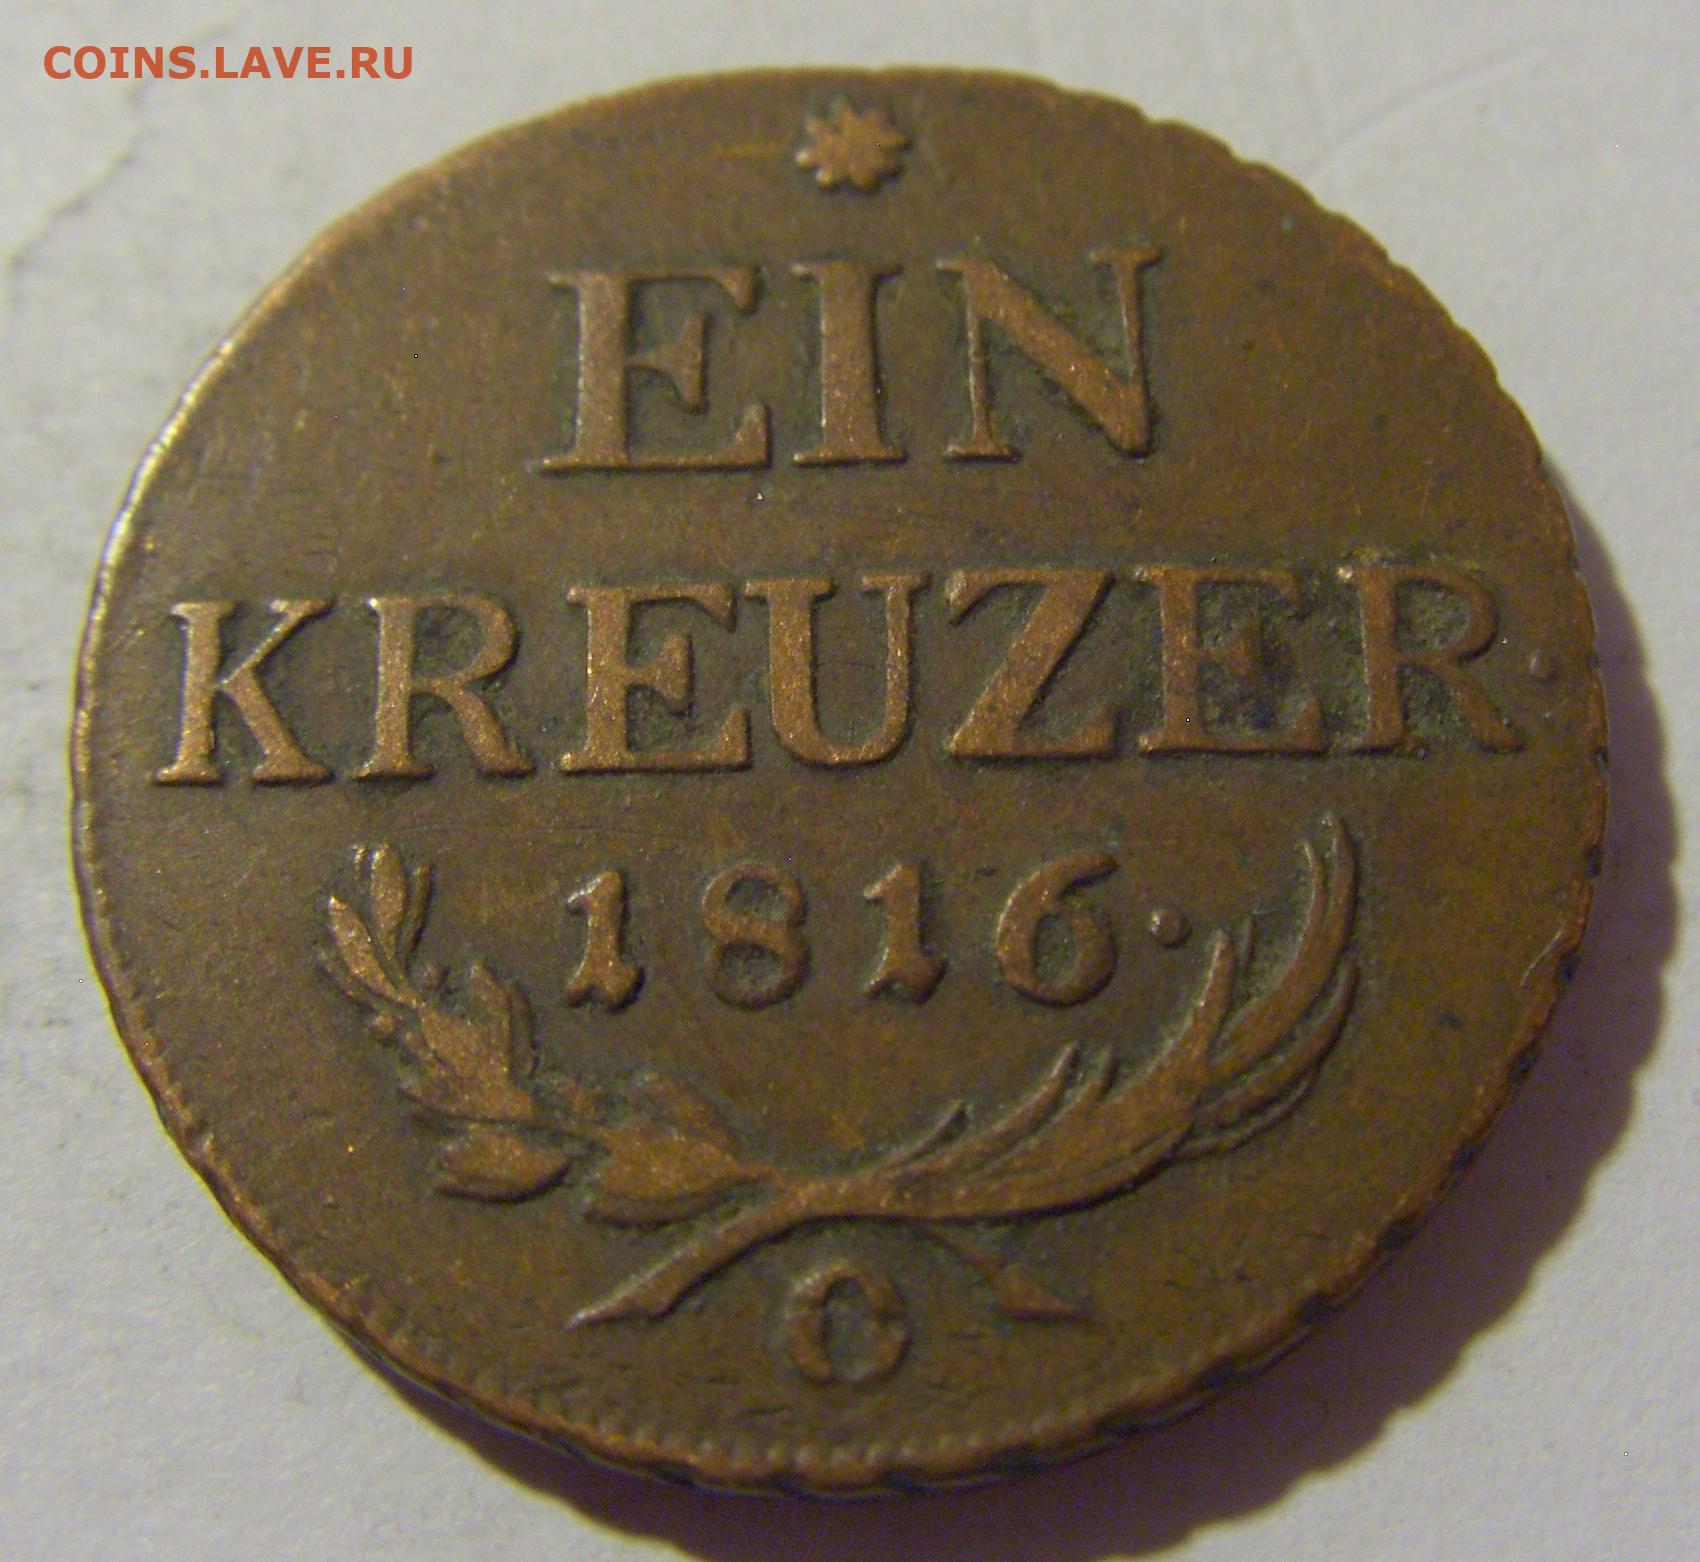 COINS.LAVE.RU
EIN
KREUZER.
1816.
O